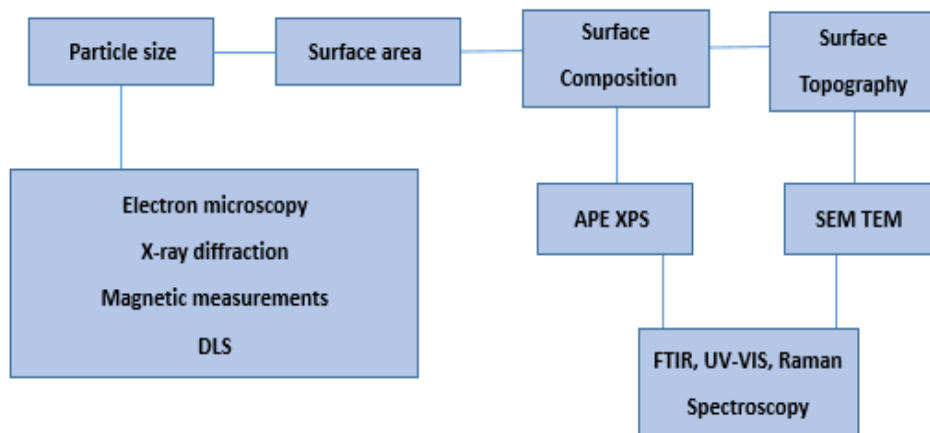 Particle size
Surface area
Surface
Composition
Surface
Topography
Electron microscopy
X-ray diffraction
Magnetic measurements
DLS
APE XPS
SEM TEM
FTIR, UV-VIS, Raman
Spectroscopy